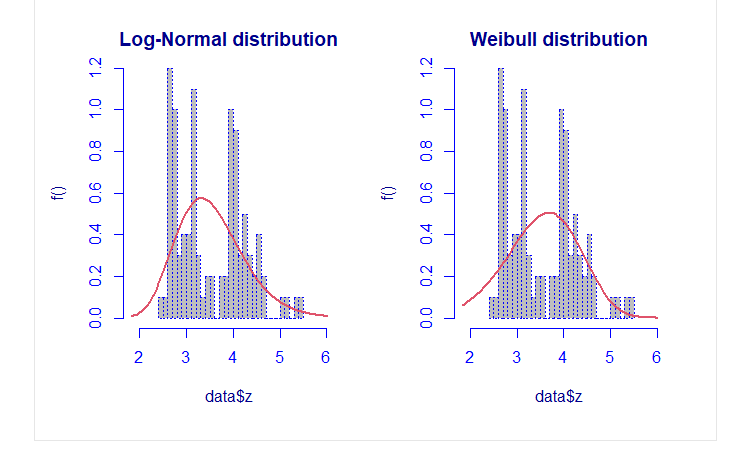 Log-Normal distribution
f()
0.0 0.2 0.4 0.6 0.8 1.0 1.2
2 3 4 5 6
data$z
Weibull distribution
f()
0.0 0.2 0.4 0.6 0.8 1.0 1.2
2 3 4 5 6
data$z